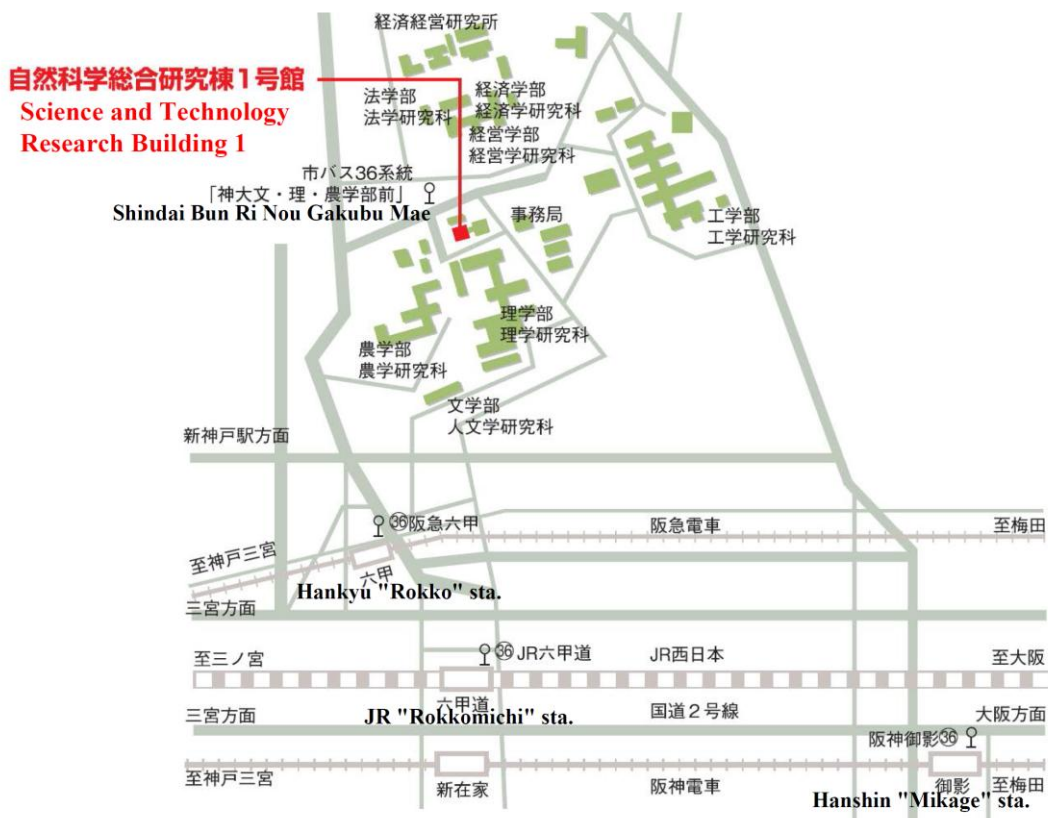 経済経営研究所
自然科学総合研究棟1号館
Science and Technology
Research Building 1
法学部
法学研究科
経済学部
経済学研究科
経営学部
経営学研究科
市バス36系統
「神大文・理・農学部前」
Shindai Bun Ri Nou Gakubu Mae
事務局
工学部
工学研究科
理学部
理学研究科
農学部
農学研究科
文学部
人文学研究科
新神戸駅方面
㊱阪急六甲
阪急電車
至梅田
至神戸三宮
六甲
Hankyu "Rokko" sta.
三宮方面
㊱JR六甲道
至三ノ宮
JR西日本
至大阪
六甲道
JR "Rokkomichi" sta.
三宮方面
国道2号線
大阪方面
阪神御影㊱
至神戸三宮
新在家
阪神電車
御影
至梅田
Hanshin "Mikage" sta.